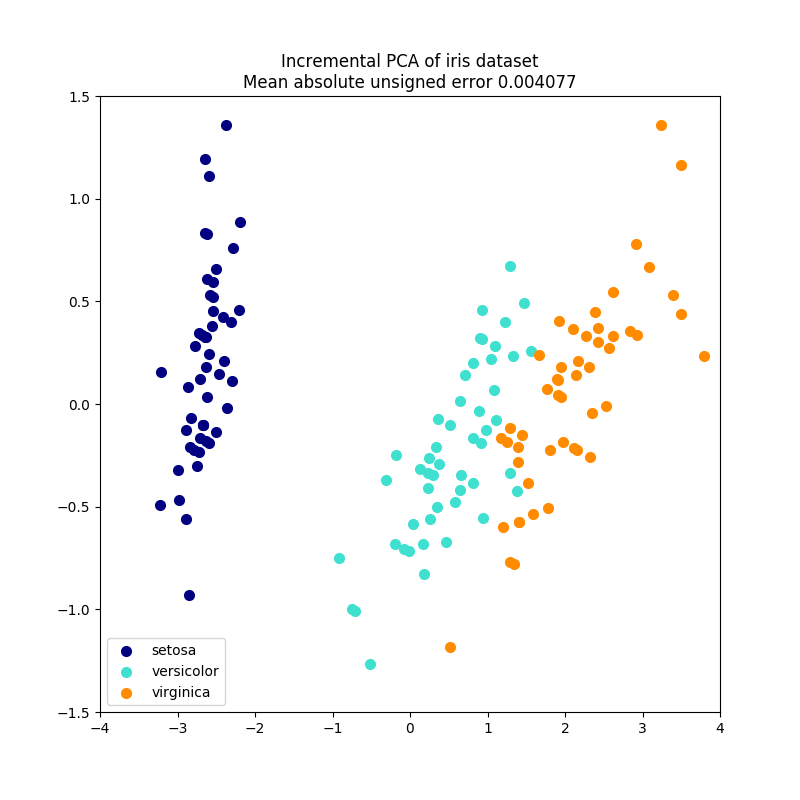 Incremental PCA of iris dataset
Mean absolute unsigned error 0.004077
1.5
1.0
0.5
0.0
−0.5
−1.0
−1.5
setosa
versicolor
virginica
−4 −3 −2 −1 0 1 2 3 4